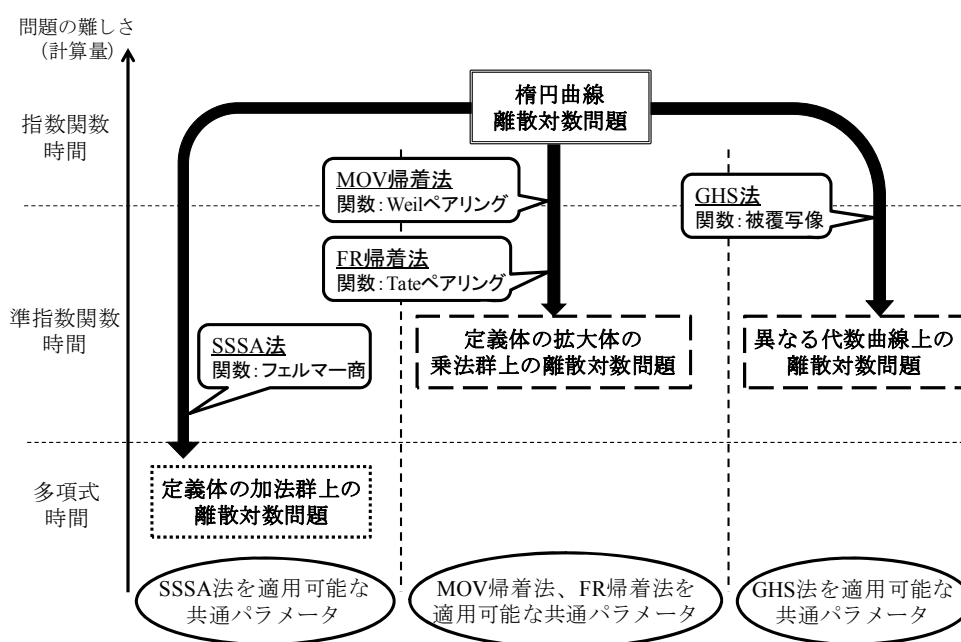 問題の難しさ
（計算量）
指数関数
時間
準指数関数
時間
多項式
時間
楕円曲線
離散対数問題
MOV帰着法
関数：Weilペアリング
FR帰着法
関数：Tateペアリング
GHS法
関数：被覆写像
SSSA法
関数：フェルマー商
定義体の拡大体の
乗法群上の離散対数問題
異なる代数曲線上の
離散対数問題
定義体の加法群上の
離散対数問題
SSSA法を適用可能な
共通パラメータ
MOV帰着法、FR帰着法を
適用可能な共通パラメータ
GHS法を適用可能な
共通パラメータ